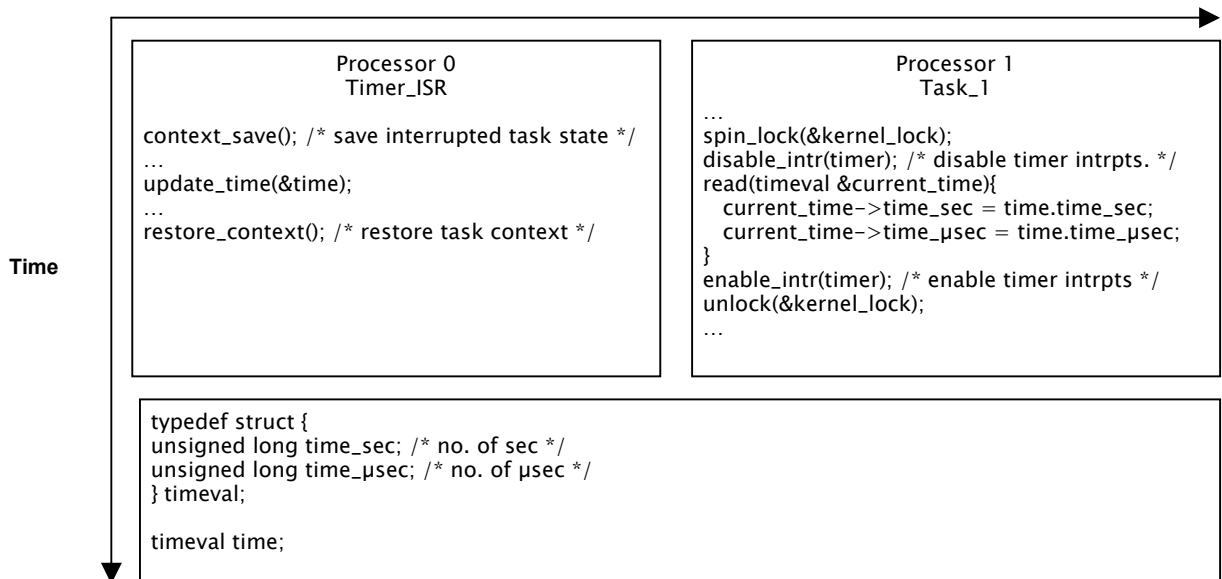 Time
Processor 0
Timer_ISR
context_save(); /* save interrupted task state */
…
update_time(&time);
…
restore_context(); /* restore task context */
Processor 1
Task_1
…
spin_lock(&kernel_lock);
disable_intr(timer); /* disable timer intrpts. */
read(timeval &current_time){
current_time->time_sec = time.time_sec;
current_time->time_µsec = time.time_µsec;
}
enable_intr(timer); /* enable timer intrpts */
unlock(&kernel_lock);
…
typedef struct {
unsigned long time_sec; /* no. of sec */
unsigned long time_µsec; /* no. of µsec */
} timeval;
timeval time;